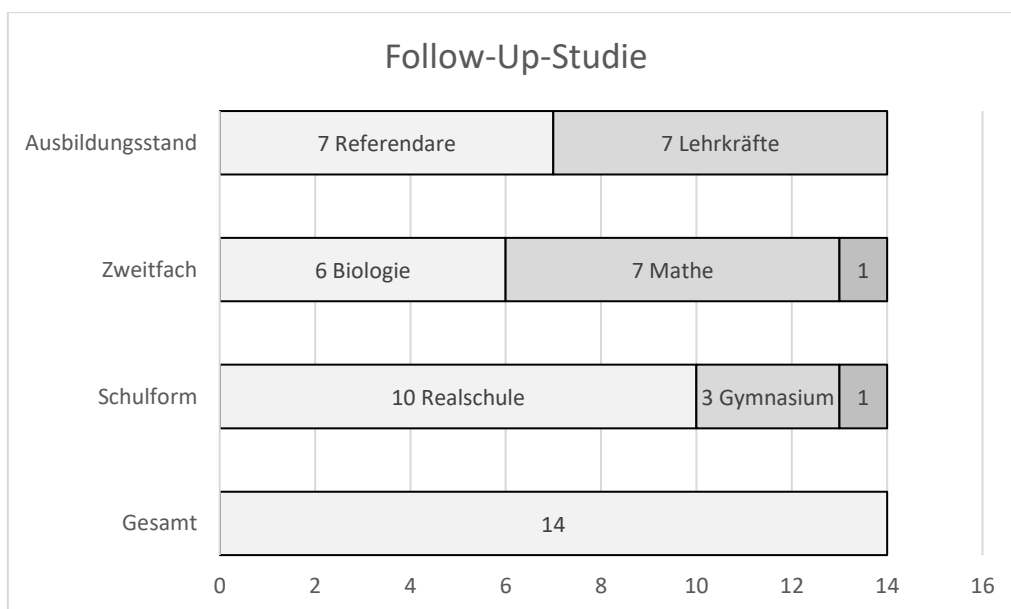 Follow-Up-Studie
Ausbildungsstand 7 Referendare 7 Lehrkräfte
Zweitfach 6 Biologie 7 Mathe 1
Schulform 10 Realschule 3 Gymnasium 1
Gesamt 14
0 2 4 6 8 10 12 14 16